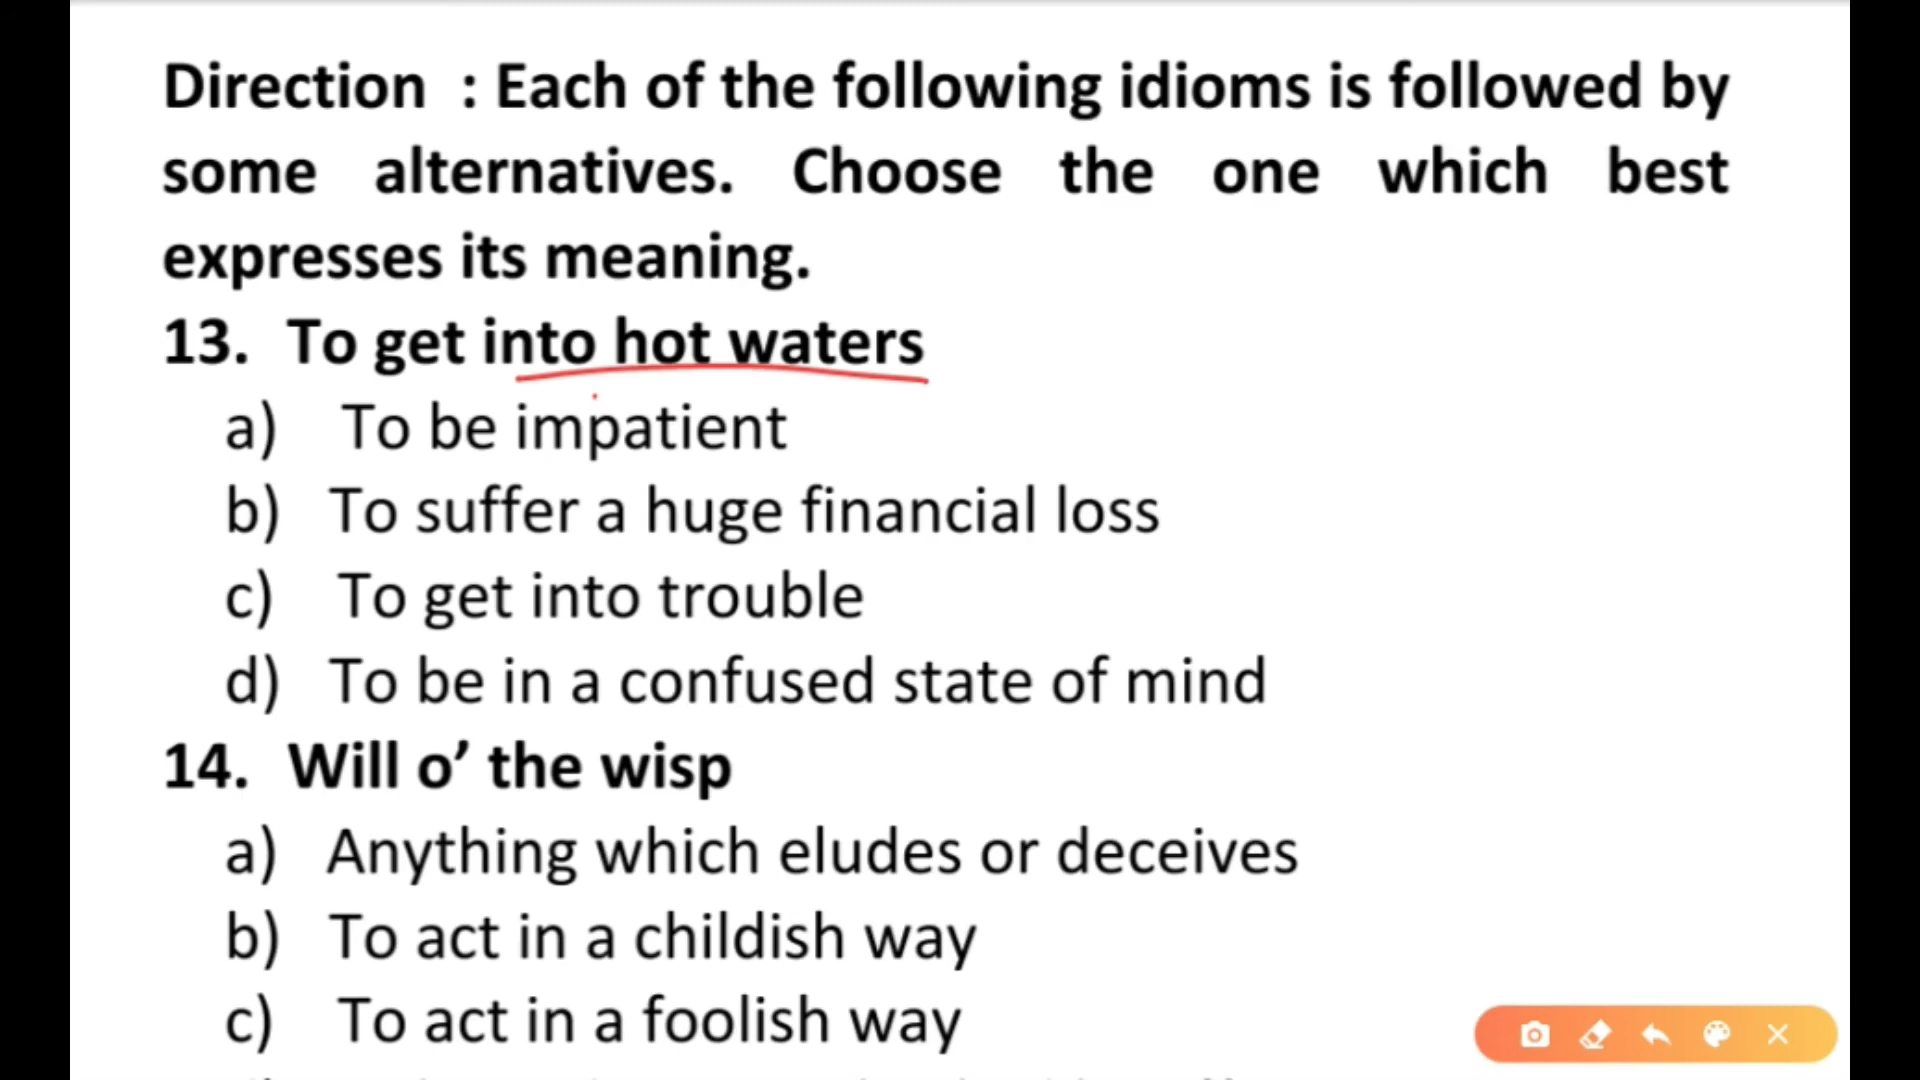 Direction : Each of the following idioms is followed by
some alternatives. Choose the one which best
expresses its meaning.
13. To get into hot waters
a) To be impatient
b) To suffer a huge financial loss
c) To get into trouble
d) To be in a confused state of mind
14. Will o’ the wisp
a) Anything which eludes or deceives
b) To act in a childish way
c) To act in a foolish way